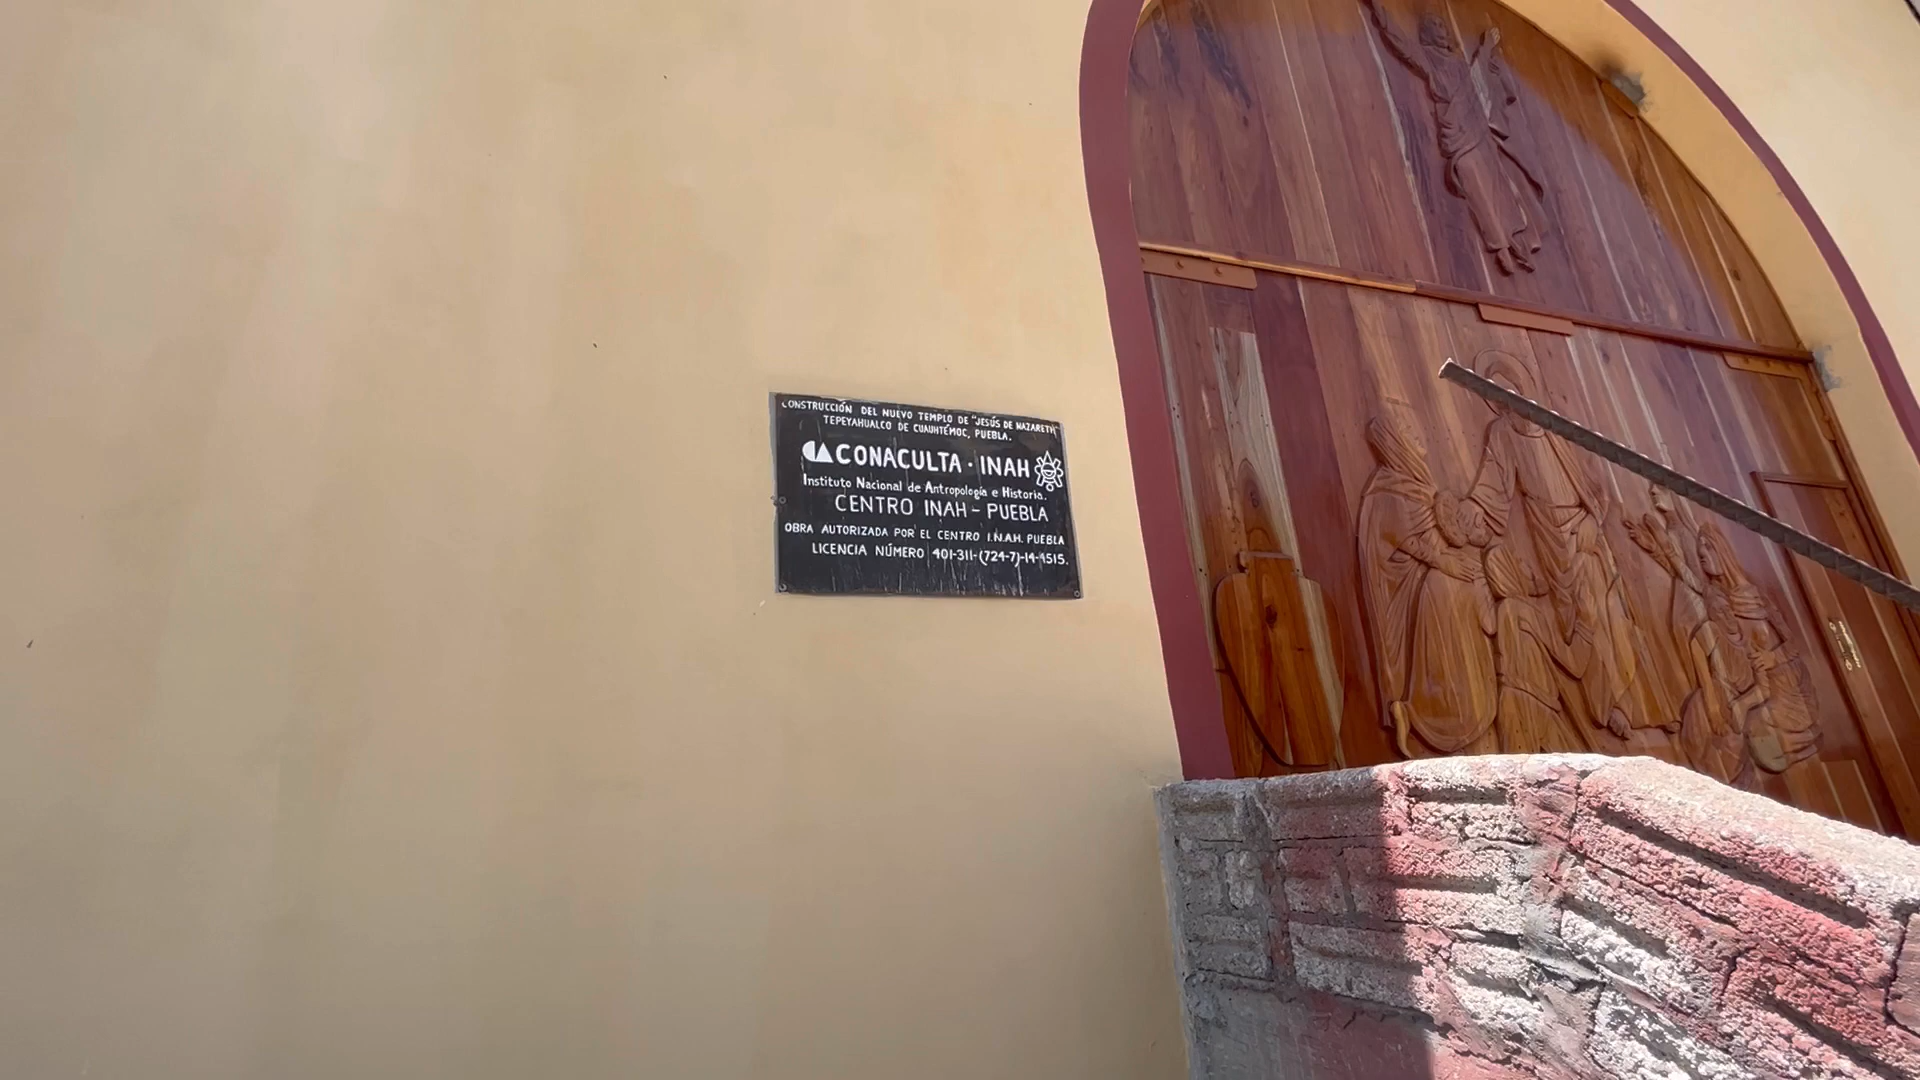 CONSTRUCCIÓN DEL NUEVO TEMPLO DE "JESÚS DE NAZARETH"
TEPEYAHUALCO DE CUAUHTÉMOC, PUEBLA.
CONACULTA · INAH
Instituto Nacional de Antropología e Historia.
CENTRO INAH - PUEBLA
OBRA AUTORIZADA POR EL CENTRO I.N.A.H. PUEBLA
LICENCIA NÚMERO 401-311-(724-7)-14-4515.